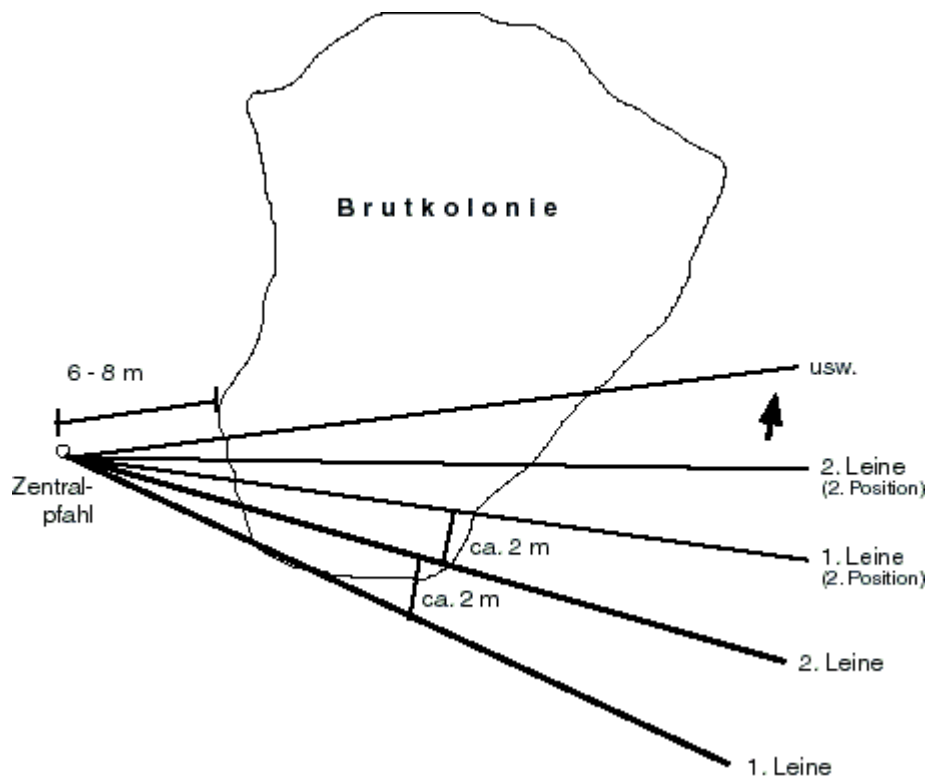 Brutkolonie
6 - 8 m
usw.
Zentral-
pfahl
2. Leine
(2. Position)
ca. 2 m
1. Leine
(2. Position)
ca. 2 m
2. Leine
1. Leine